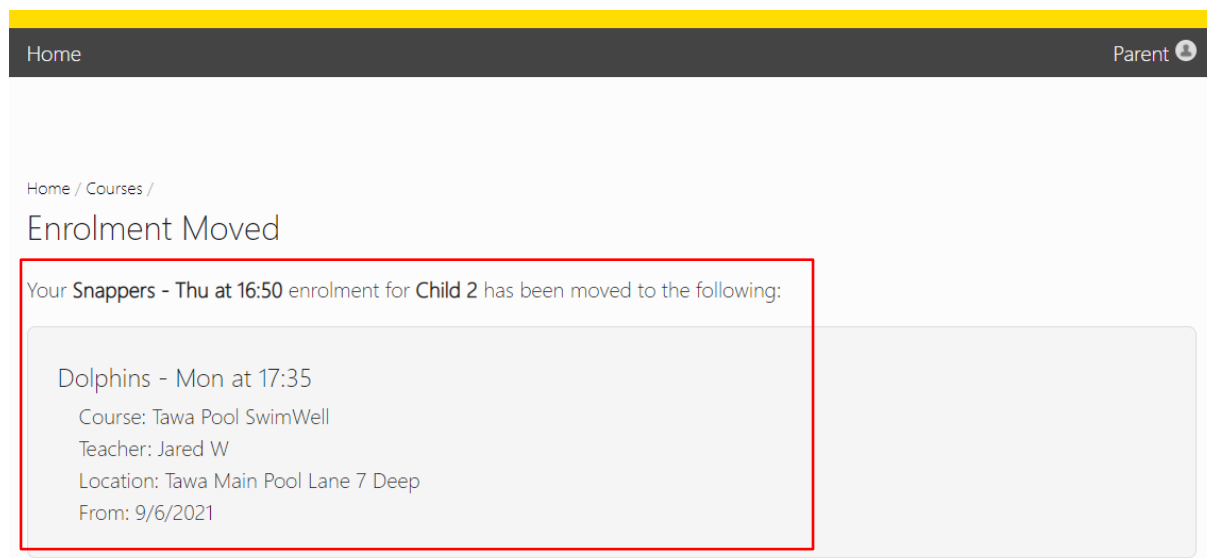 Home
Parent
Home / Courses /
Enrolment Moved
Your Snappers - Thu at 16:50 enrolment for Child 2 has been moved to the following:
Dolphins - Mon at 17:35
Course: Tawa Pool SwimWell
Teacher: Jared W
Location: Tawa Main Pool Lane 7 Deep
From: 9/6/2021